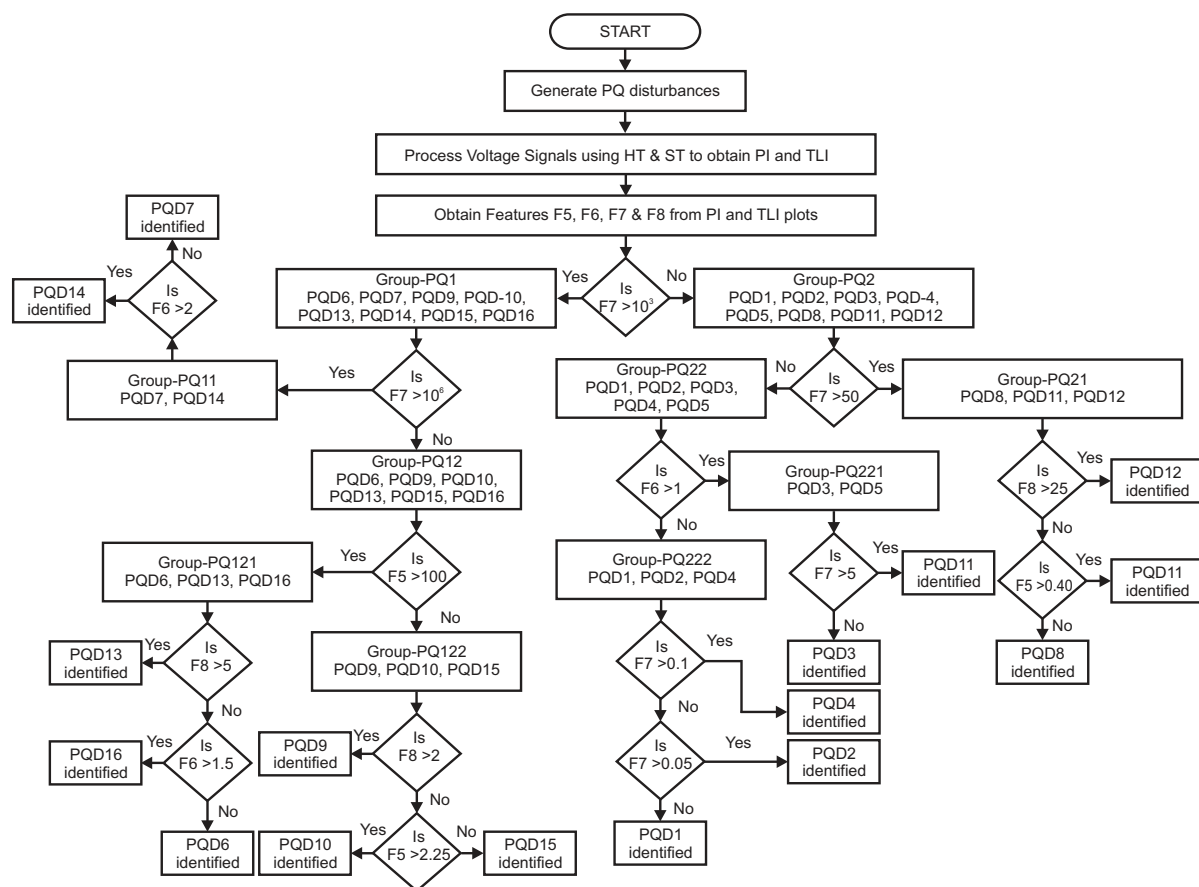 START
Generate PQ disturbances
Process Voltage Signals using HT & ST to obtain PI and TLI
Obtain Features F5, F6, F7 & F8 from PI and TLI plots
PQD7
identified
No
Yes
Is
F6 >2
PQD14
identified
Group-PQ11
PQD7, PQD14
Group-PQ1
PQD6, PQD7, PQD9, PQD-10,
PQD13, PQD14, PQD15, PQD16
Yes
Is
F7 >10³
No
Group-PQ2
PQD1, PQD2, PQD3, PQD-4,
PQD5, PQD8, PQD11, PQD12
Yes
Is
F7 >10⁶
No
Group-PQ12
PQD6, PQD9, PQD10,
PQD13, PQD15, PQD16
Group-PQ121
PQD6, PQD13, PQD16
Yes
Is
F5 >100
No
PQD13
identified
Yes
Is
F8 >5
No
PQD16
identified
Yes
Is
F6 >1.5
No
PQD6
identified
Group-PQ122
PQD9, PQD10, PQD15
PQD9
identified
Yes
Is
F8 >2
No
PQD10
identified
Yes
Is
F5 >2.25
No
PQD15
identified
Group-PQ22
PQD1, PQD2, PQD3,
PQD4, PQD5
No
Is
F7 >50
Yes
Group-PQ21
PQD8, PQD11, PQD12
Is
F6 >1
Yes
No
Group-PQ221
PQD3, PQD5
Is
F7 >5
Yes
PQD11
identified
No
PQD3
identified
Group-PQ222
PQD1, PQD2, PQD4
Is
F7 >0.1
Yes
PQD4
identified
No
Is
F7 >0.05
Yes
PQD2
identified
No
PQD1
identified
Is
F8 >25
Yes
PQD12
identified
No
Is
F5 >0.40
Yes
PQD11
identified
No
PQD8
identified